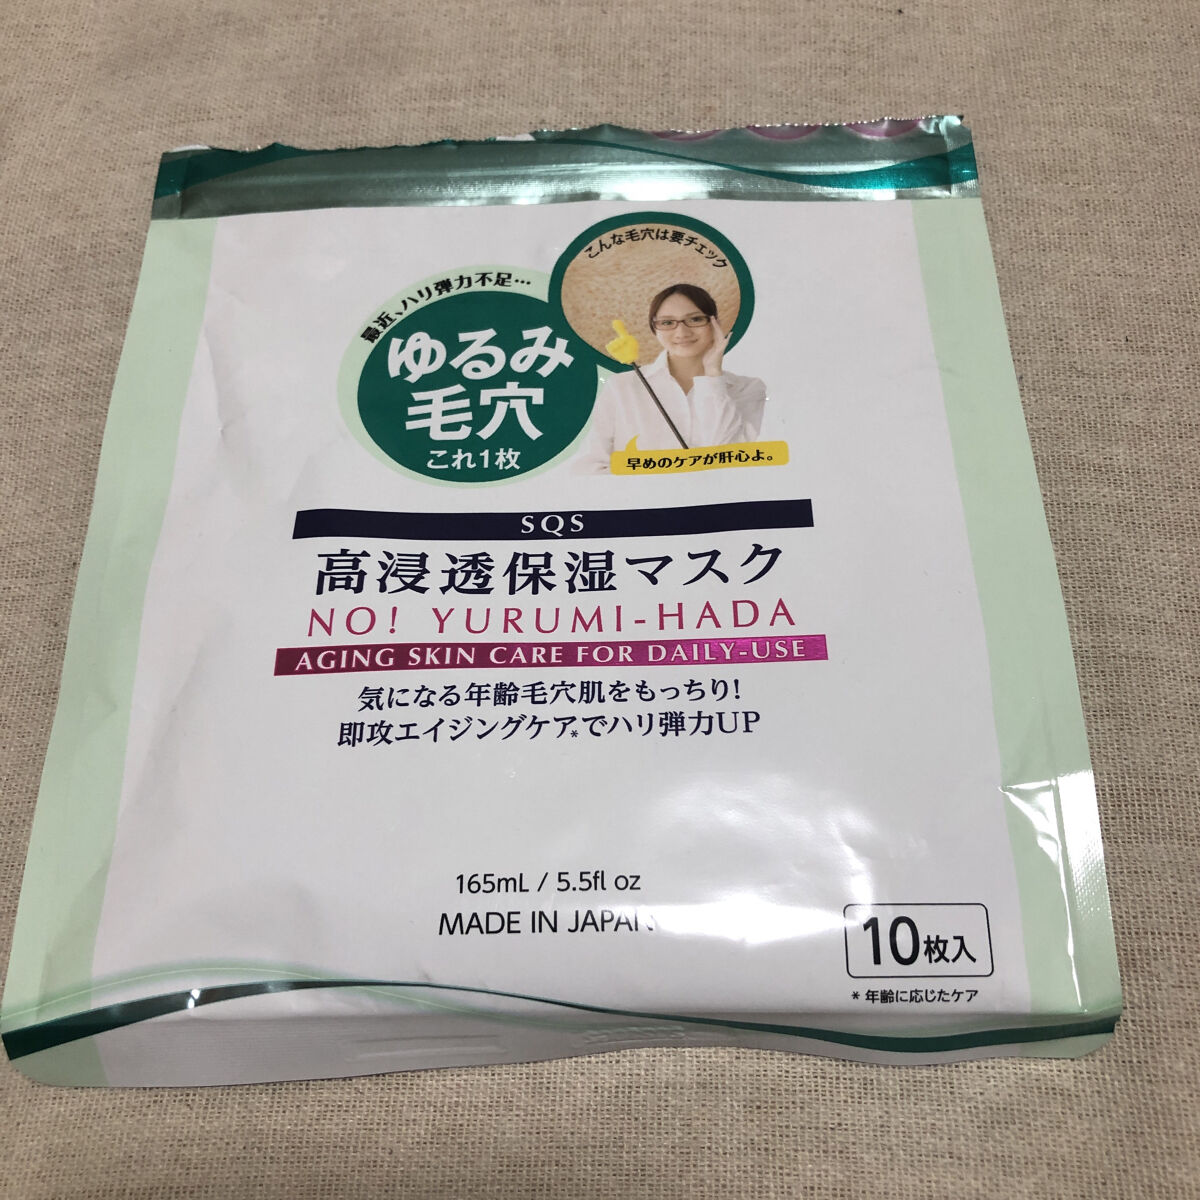 こんな毛穴は要チェック
最近、ハリ弾力不足…
ゆるみ
毛穴
これ1枚
早めのケアが肝心よ。
SQS
高浸透保湿マスク
NO! YURUMI-HADA
AGING SKIN CARE FOR DAILY-USE
気になる年齢毛穴肌をもっちり!
即攻エイジングケア*でハリ弾力UP
165mL / 5.5fl oz
MADE IN JAPAN
10枚入
* 年齢に応じたケア